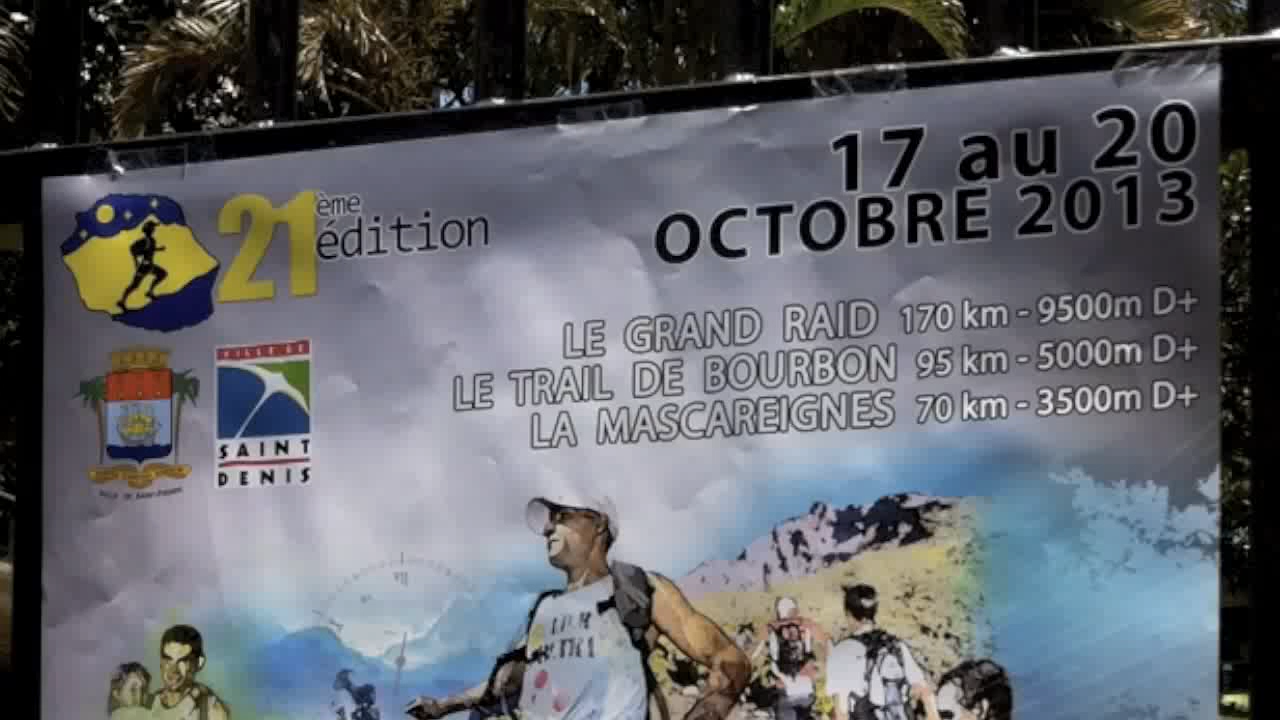 17 au 20
OCTOBRE 2013
21ème édition
LE GRAND RAID 170 km - 9500m D+
LE TRAIL DE BOURBON 95 km - 5000m D+
LA MASCAREIGNES 70 km - 3500m D+
VILLE DE
SAINT
DENIS